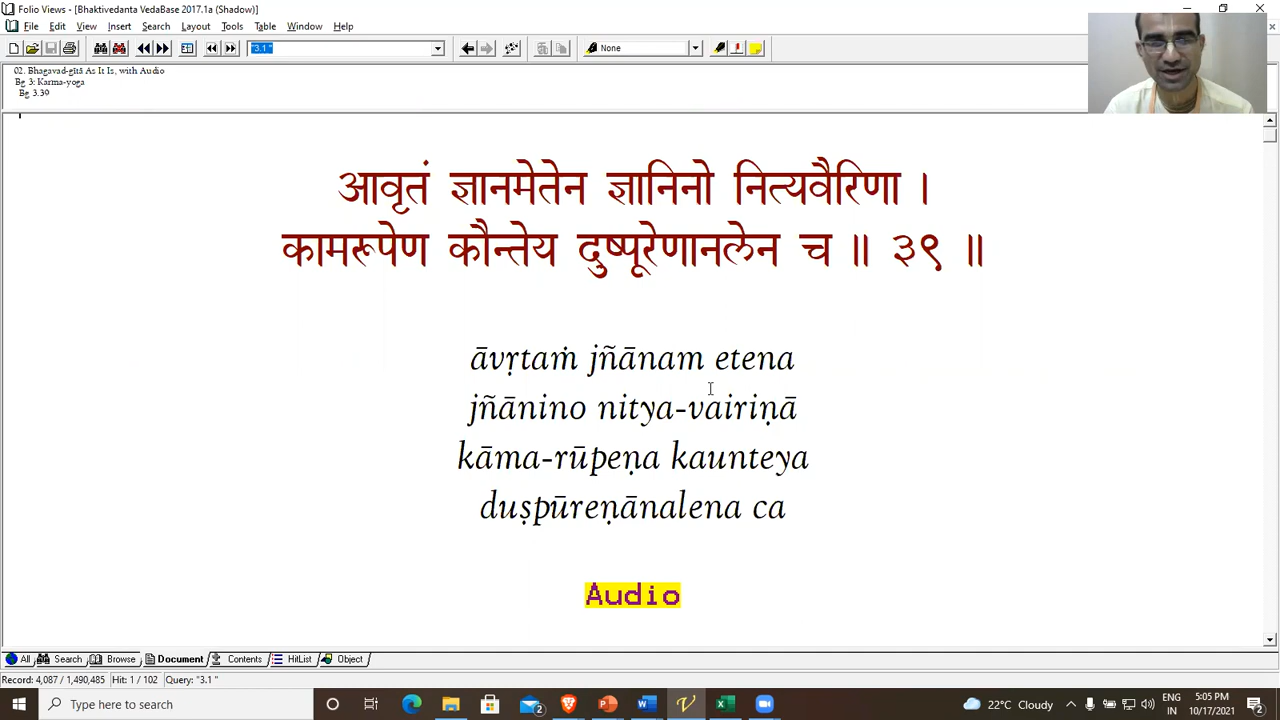 Folio Views - [Bhaktivedanta VedaBase 2017.1a (Shadow)]
File Edit View Insert Search Layout Tools Table Window Help
"3.1 " None
02. Bhagavad-gītā As It Is, with Audio
Bg 3: Karma-yoga
Bg 3.39
आवृतं ज्ञानमेतेन ज्ञानिनो नित्यवैरिणा ।
कामरूपेण कौन्तेय दुष्पूरेणानलेन च ॥ ३९ ॥
āvṛtaṁ jñānam etena
jñānino nitya-vairiṇā
kāma-rūpeṇa kaunteya
duṣpūreṇānalena ca
Audio
All Search Browse Document Contents HitList Object
Record: 4,087 / 1,490,485 Hit: 1 / 102 Query: "3.1 "
Type here to search 2 22°C Cloudy ENG 5:05 PM
IN 10/17/2021 2